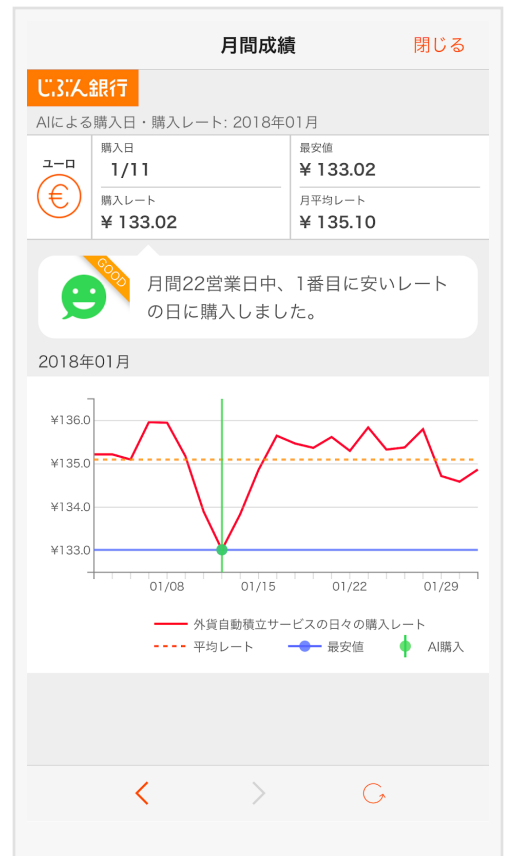 月間成績
閉じる
じぶん銀行
AIによる購入日・購入レート: 2018年01月
ユーロ
€
購入日
1/11
最安値
¥ 133.02
購入レート
¥ 133.02
月平均レート
¥ 135.10
GOOD
月間22営業日中、1番目に安いレート
の日に購入しました。
2018年01月
¥136.0
¥135.0
¥134.0
¥133.0
01/08 01/15 01/22 01/29
外貨自動積立サービスの日々の購入レート
平均レート 最安値 AI購入